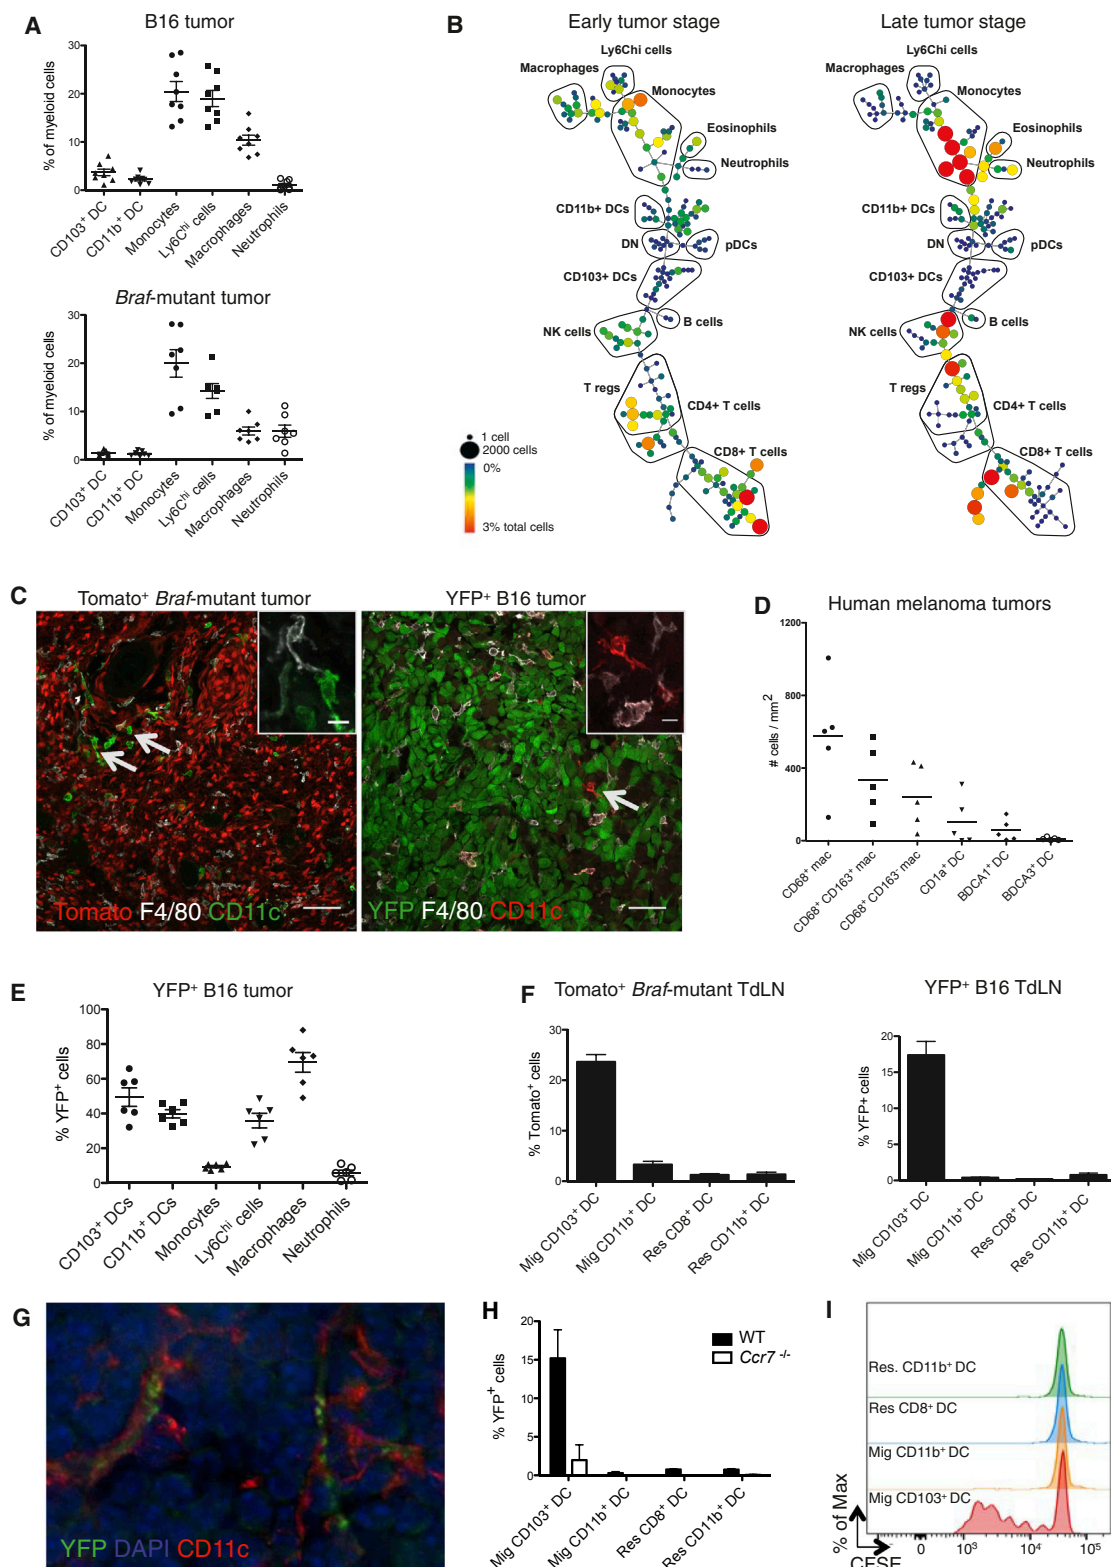 A
B16 tumor
% of myeloid cells
30
20
10
0
CD103⁺ DC
CD11b⁺ DC
Monocytes
Ly6Cʰⁱ cells
Macrophages
Neutrophils
Braf-mutant tumor
% of myeloid cells
30
20
10
0
CD103⁺ DC
CD11b⁺ DC
Monocytes
Ly6Cʰⁱ cells
Macrophages
Neutrophils
B
Early tumor stage
Ly6Chi cells
Macrophages
Monocytes
Eosinophils
Neutrophils
CD11b+ DCs
DN
pDCs
CD103+ DCs
B cells
NK cells
T regs
CD4+ T cells
CD8+ T cells
1 cell
2000 cells
0%
3% total cells
Late tumor stage
Ly6Chi cells
Macrophages
Monocytes
Eosinophils
Neutrophils
CD11b+ DCs
DN
pDCs
CD103+ DCs
B cells
NK cells
T regs
CD4+ T cells
CD8+ T cells
C
Tomato⁺ Braf-mutant tumor
Tomato F4/80 CD11c
YFP⁺ B16 tumor
YFP F4/80 CD11c
D
Human melanoma tumors
# cells / mm²
1200
800
400
0
CD68⁺ mac
CD68⁺ CD163⁺ mac
CD68⁺ CD163⁻ mac
CD1a⁺ DC
BDCA1⁺ DC
BDCA3⁺ DC
E
YFP⁺ B16 tumor
% YFP⁺ cells
100
80
60
40
20
0
CD103⁺ DCs
CD11b⁺ DCs
Monocytes
Ly6Cʰⁱ cells
Macrophages
Neutrophils
F
Tomato⁺ Braf-mutant TdLN
% Tomato⁺ cells
30
20
10
0
Mig CD103⁺ DC
Mig CD11b⁺ DC
Res CD8⁺ DC
Res CD11b⁺ DC
YFP⁺ B16 TdLN
% YFP+ cells
20
15
10
5
0
Mig CD103⁺ DC
Mig CD11b⁺ DC
Res CD8⁺ DC
Res CD11b⁺ DC
G
YFP DAPI CD11c
H
% YFP⁺ cells
20
15
10
5
0
WT
Ccr7 -/-
Mig CD103⁺ DC
Mig CD11b⁺ DC
Res CD8⁺ DC
Res CD11b⁺ DC
I
Res. CD11b⁺ DC
Res CD8⁺ DC
Mig CD11b⁺ DC
Mig CD103⁺ DC
% of Max
0 10³ 10⁴ 10⁵
CFSE